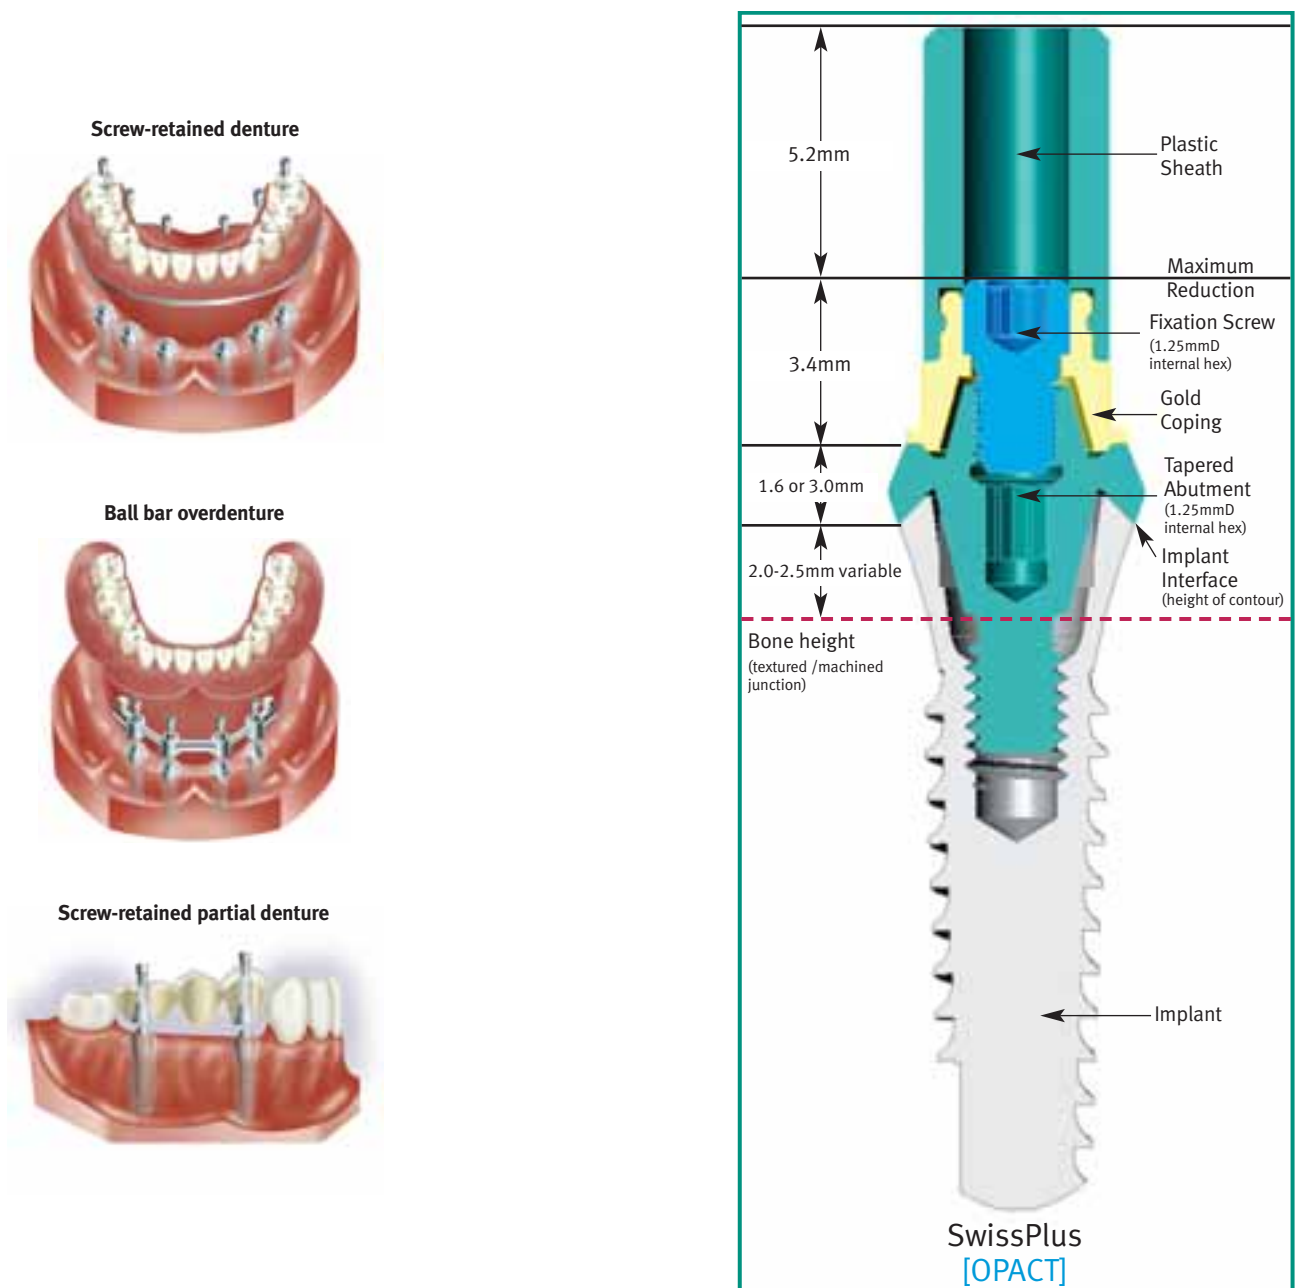 Screw-retained denture
Ball bar overdenture
Screw-retained partial denture
5.2mm
Plastic
Sheath
Maximum
Reduction
Fixation Screw
(1.25mmD
internal hex)
3.4mm
Gold
Coping
1.6 or 3.0mm
Tapered
Abutment
(1.25mmD
internal hex)
2.0-2.5mm variable
Implant
Interface
(height of contour)
Bone height
(textured /machined
junction)
Implant
SwissPlus
[OPACT]